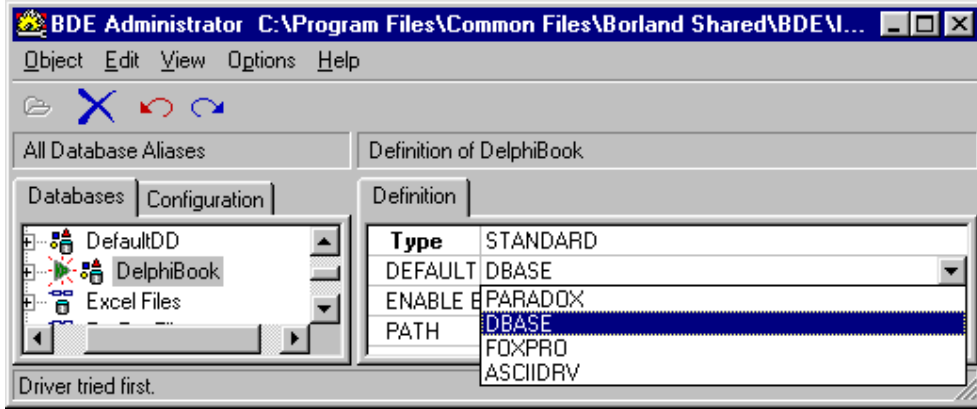 BDE Administrator C:\Program Files\Common Files\Borland Shared\BDE\I...
Object Edit View Options Help
All Database Aliases
Definition of DelphiBook
Databases Configuration
Definition
DefaultDD
DelphiBook
Excel Files
Type STANDARD
DEFAULT DBASE
ENABLE B
PATH
PARADOX
DBASE
FOXPRO
ASCIIDRV
Driver tried first.